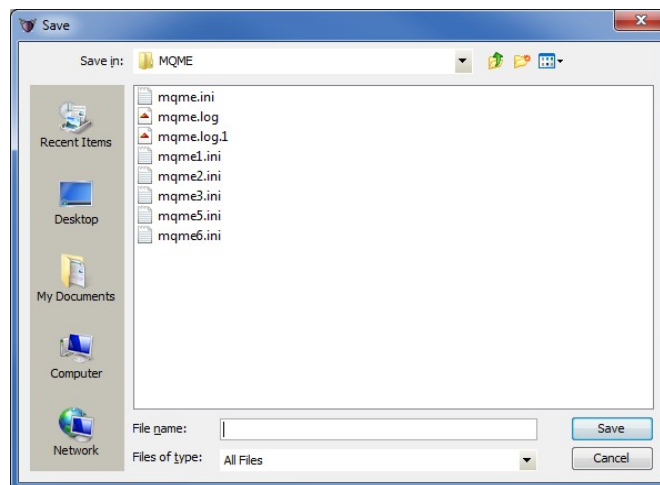 Save
Save in: MQME
Recent Items
Desktop
My Documents
Computer
Network
mqme.ini
mqme.log
mqme.log.1
mqme1.ini
mqme2.ini
mqme3.ini
mqme5.ini
mqme6.ini
File name: Save
Files of type: All Files Cancel